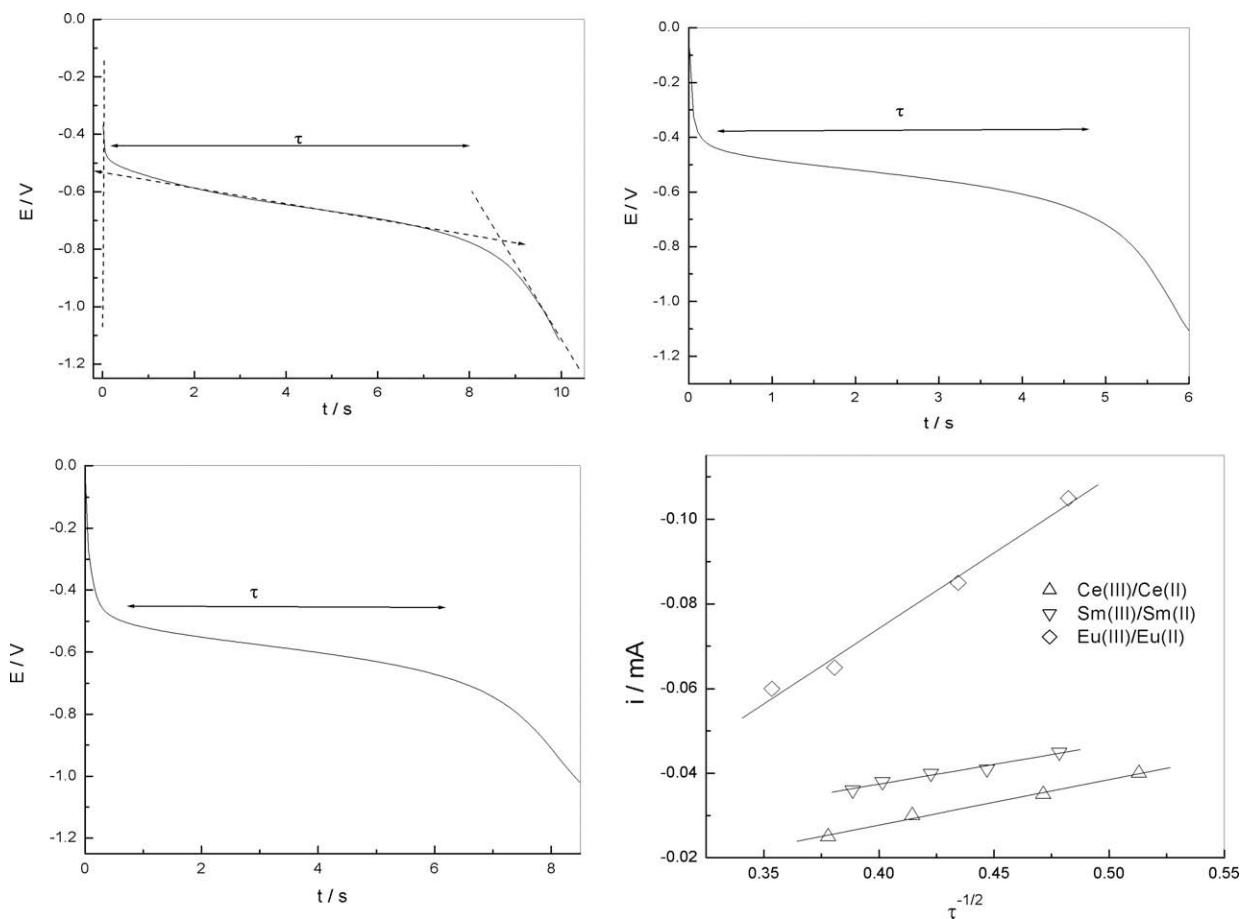 0.0
-0.2
-0.4
-0.6
-0.8
-1.0
-1.2
E / V
τ
0 2 4 6 8 10
t / s
0.0
-0.2
-0.4
-0.6
-0.8
-1.0
-1.2
E / V
τ
0 1 2 3 4 5 6
t / s
0.0
-0.2
-0.4
-0.6
-0.8
-1.0
-1.2
E / V
τ
0 2 4 6 8
t / s
-0.10
-0.08
-0.06
-0.04
-0.02
i / mA
Ce(III)/Ce(II)
Sm(III)/Sm(II)
Eu(III)/Eu(II)
0.35 0.40 0.45 0.50 0.55
τ-1/2